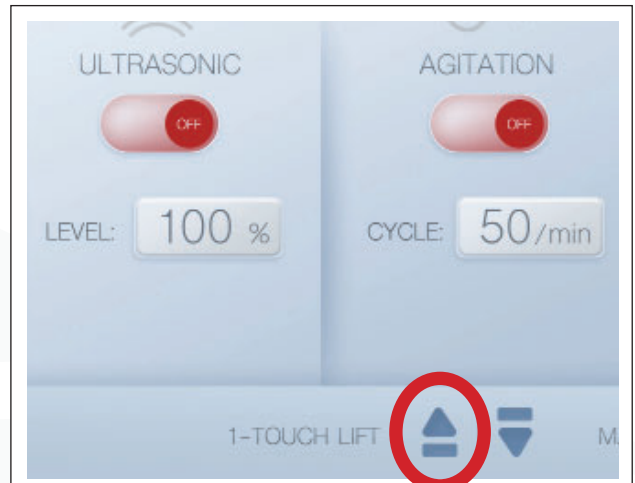 ULTRASONIC
OFF
LEVEL: 100 %
AGITATION
OFF
CYCLE: 50/min
1-TOUCH LIFT